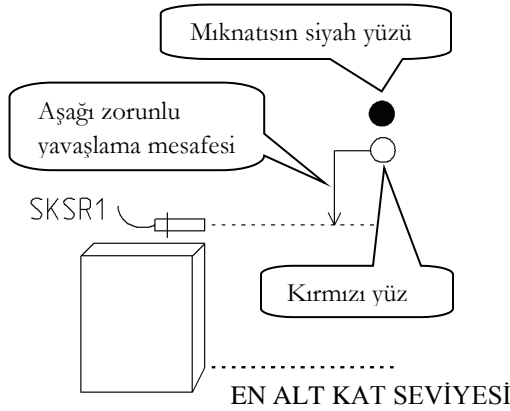 Mıknatısın siyah yüzü
Aşağı zorunlu
yavaşlama mesafesi
SKSR1
Kırmızı yüz
EN ALT KAT SEVİYESİ